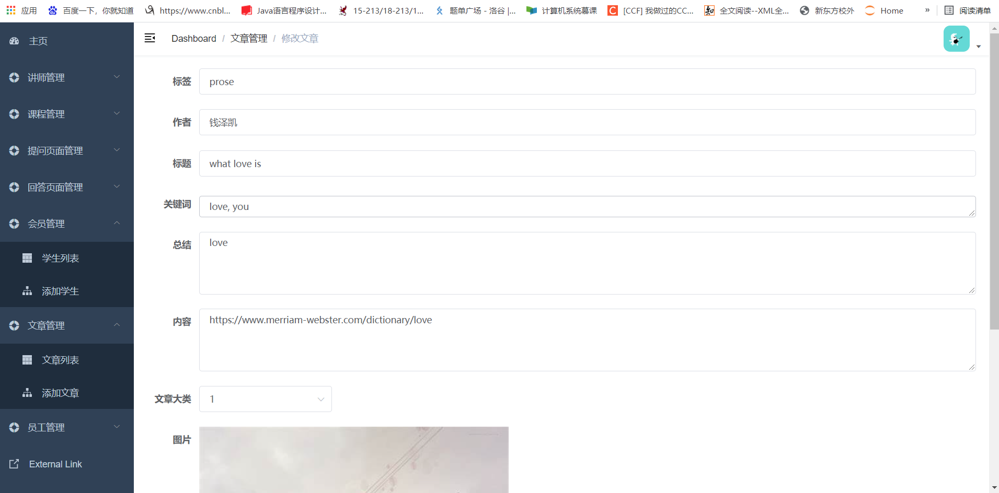 应用 百度一下，你就知道 https://www.cnbl... Java语言程序设计... 15-213/18-213/1... 题单广场 - 洛谷 |... 计算机系统慕课 [CCF] 我做过的CC... 全文阅读--XML全... 新东方校外 Home » 阅读清单
主页
讲师管理
课程管理
提问页面管理
回答页面管理
会员管理
学生列表
添加学生
文章管理
文章列表
添加文章
员工管理
External Link
Dashboard / 文章管理 / 修改文章
标签 prose
作者 钱泽凯
标题 what love is
关键词 love, you
总结 love
内容 https://www.merriam-webster.com/dictionary/love
文章大类 1
图片